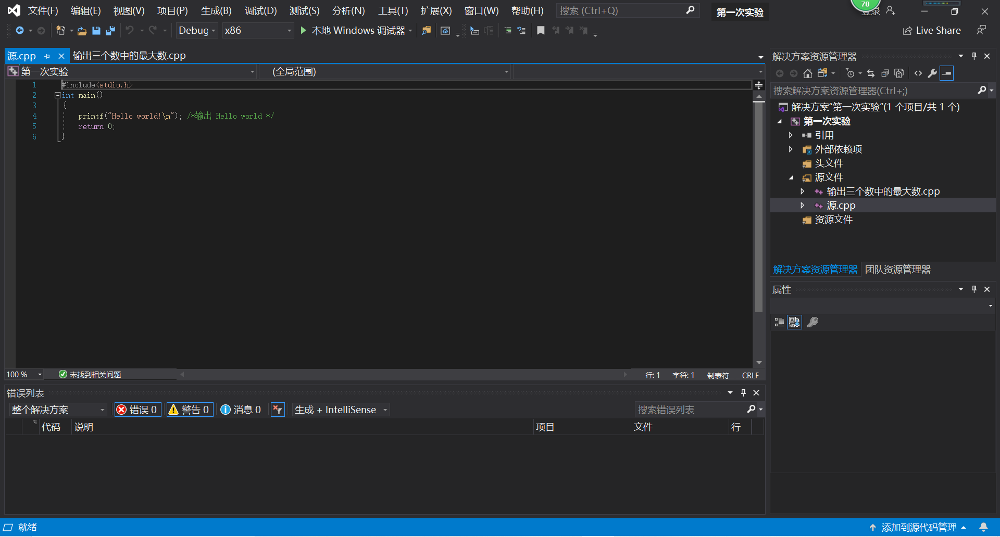 文件(F) 编辑(E) 视图(V) 项目(P) 生成(B) 调试(D) 测试(S) 分析(N) 工具(T) 扩展(X) 窗口(W) 帮助(H) 搜索 (Ctrl+Q) 第一次实验 70 登录
Debug x86 本地 Windows 调试器 Live Share
源.cpp 输出三个数中的最大数.cpp
第一次实验 (全局范围)
1 #include<stdio.h>
2 int main()
3 {
4 printf("Hello world!\n"); /*输出 Hello world */
5 return 0;
6 }
100 % 未找到相关问题 行: 1 字符: 1 制表符 CRLF
错误列表
整个解决方案 错误 0 警告 0 消息 0 生成 + IntelliSense 搜索错误列表
代码 说明 项目 文件 行
解决方案资源管理器
搜索解决方案资源管理器(Ctrl+;)
解决方案"第一次实验"(1 个项目/共 1 个)
第一次实验
引用
外部依赖项
头文件
源文件
输出三个数中的最大数.cpp
源.cpp
资源文件
解决方案资源管理器 团队资源管理器
属性
就绪 添加到源代码管理